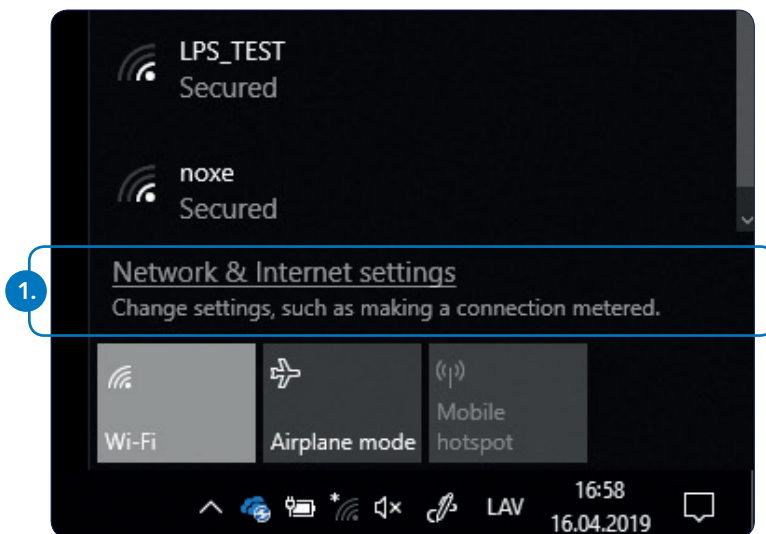 LPS_TEST
Secured
noxe
Secured
1.
Network & Internet settings
Change settings, such as making a connection metered.
Wi-Fi
Airplane mode
Mobile
hotspot
LAV
16:58
16.04.2019